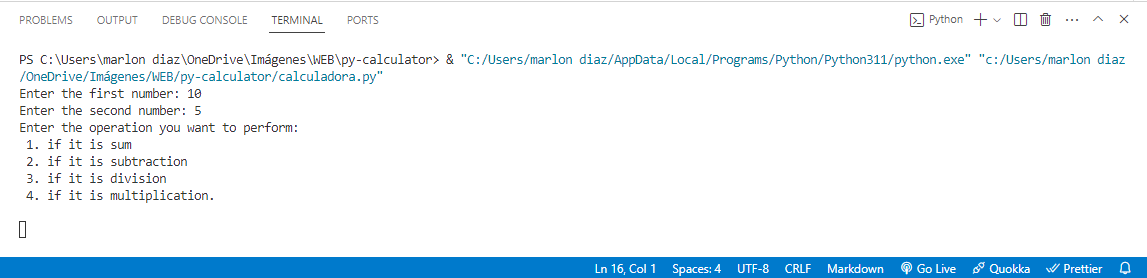 PROBLEMS OUTPUT DEBUG CONSOLE TERMINAL PORTS Python
PS C:\Users\marlon diaz\OneDrive\Imágenes\WEB\py-calculator> & "C:/Users/marlon diaz/AppData/Local/Programs/Python/Python311/python.exe" "c:/Users/marlon diaz
/OneDrive/Imágenes/WEB/py-calculator/calculadora.py"
Enter the first number: 10
Enter the second number: 5
Enter the operation you want to perform:
1. if it is sum
2. if it is subtraction
3. if it is division
4. if it is multiplication.
Ln 16, Col 1 Spaces: 4 UTF-8 CRLF Markdown Go Live Quokka Prettier